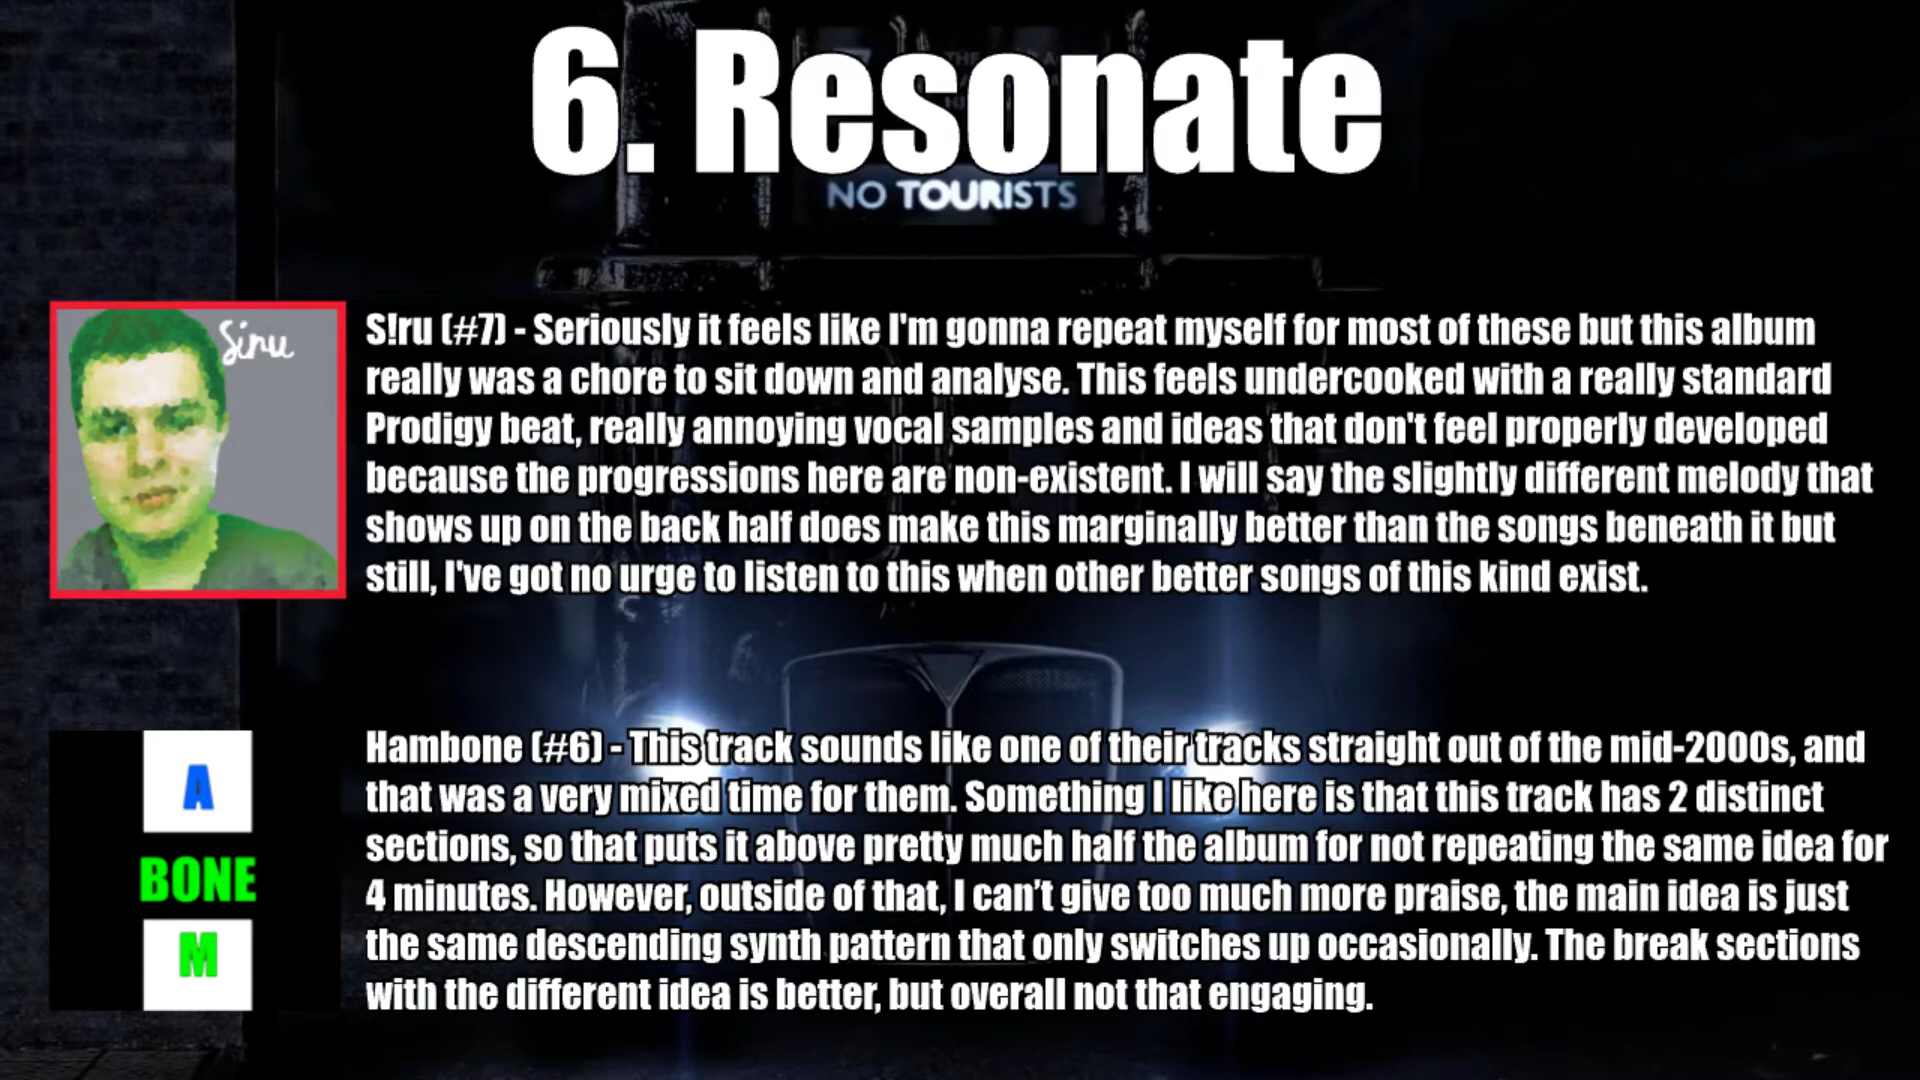 6. Resonate
NO TOURISTS
Siru
S!ru (#7) - Seriously it feels like I'm gonna repeat myself for most of these but this album
really was a chore to sit down and analyse. This feels undercooked with a really standard
Prodigy beat, really annoying vocal samples and ideas that don't feel properly developed
because the progressions here are non-existent. I will say the slightly different melody that
shows up on the back half does make this marginally better than the songs beneath it but
still, I've got no urge to listen to this when other better songs of this kind exist.
A
BONE
M
Hambone (#6) - This track sounds like one of their tracks straight out of the mid-2000s, and
that was a very mixed time for them. Something I like here is that this track has 2 distinct
sections, so that puts it above pretty much half the album for not repeating the same idea for
4 minutes. However, outside of that, I can’t give too much more praise, the main idea is just
the same descending synth pattern that only switches up occasionally. The break sections
with the different idea is better, but overall not that engaging.